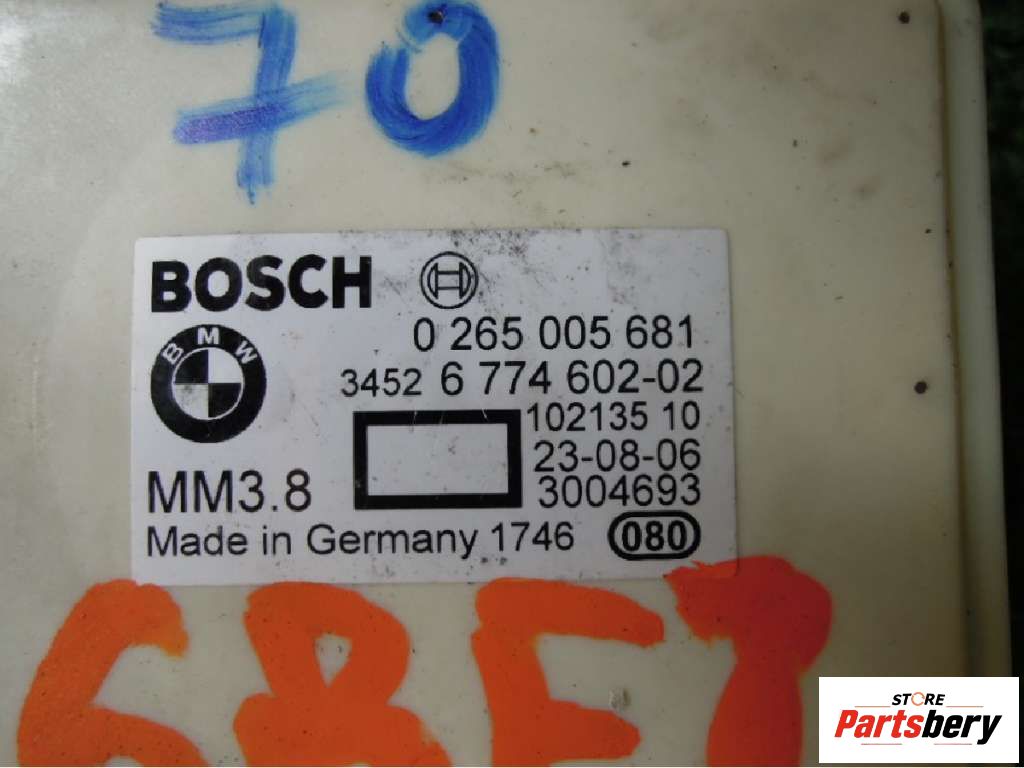 70
BOSCH
0 265 005 681
BMW
3452 6 774 602-02
102135 10
23-08-06
MM3.8
3004693
Made in Germany 1746 080
STORE
Partsbery